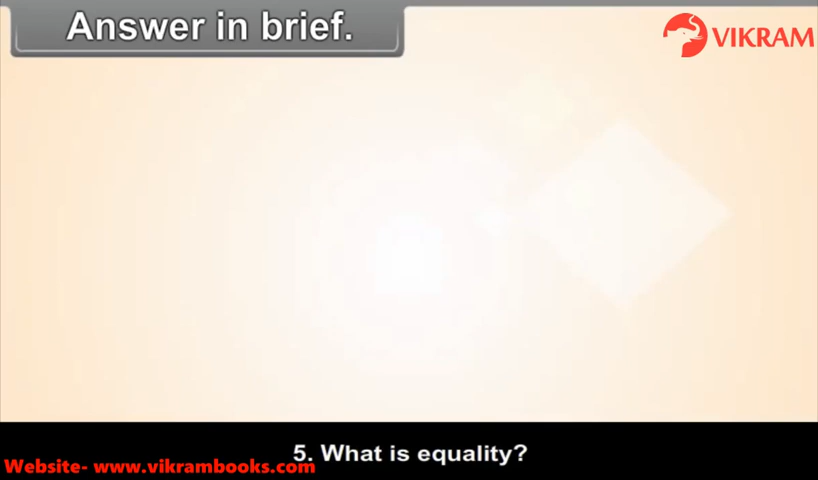 Answer in brief.
VIKRAM
5. What is equality?
Website- www.vikrambooks.com